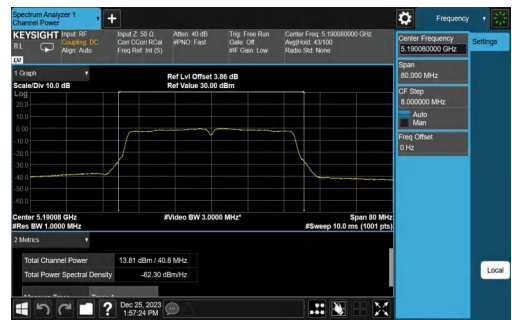 Spectrum Analyzer 1
Channel Power
+
Frequency
KEYSIGHT
RL
Input: RF
Coupling: DC
Align: Auto
Input Z: 50 Ω
Corr CCorr RCal
Freq Ref: Int (S)
Atten: 40 dB
#PNO: Fast
Trig: Free Run
Gate: Off
#IF Gain: Low
Center Freq: 5.190080000 GHz
Avg|Hold: 43/100
Radio Std: None
Center Frequency
5.190080000 GHz
Settings
Span
80.000 MHz
CF Step
8.000000 MHz
Auto
Man
Freq Offset
0 Hz
Local
1 Graph
Scale/Div 10.0 dB
Ref Lvl Offset 3.86 dB
Ref Value 30.00 dBm
Log
20.0
10.0
0.00
-10.0
-20.0
-30.0
-40.0
-50.0
-60.0
Center 5.19008 GHz
#Video BW 3.0000 MHz*
Span 80 MHz
#Res BW 1.0000 MHz
#Sweep 10.0 ms (1001 pts)
2 Metrics
Total Channel Power 13.81 dBm / 40.8 MHz
Total Power Spectral Density -62.30 dBm/Hz
?
Dec 25, 2023
1:57:24 PM